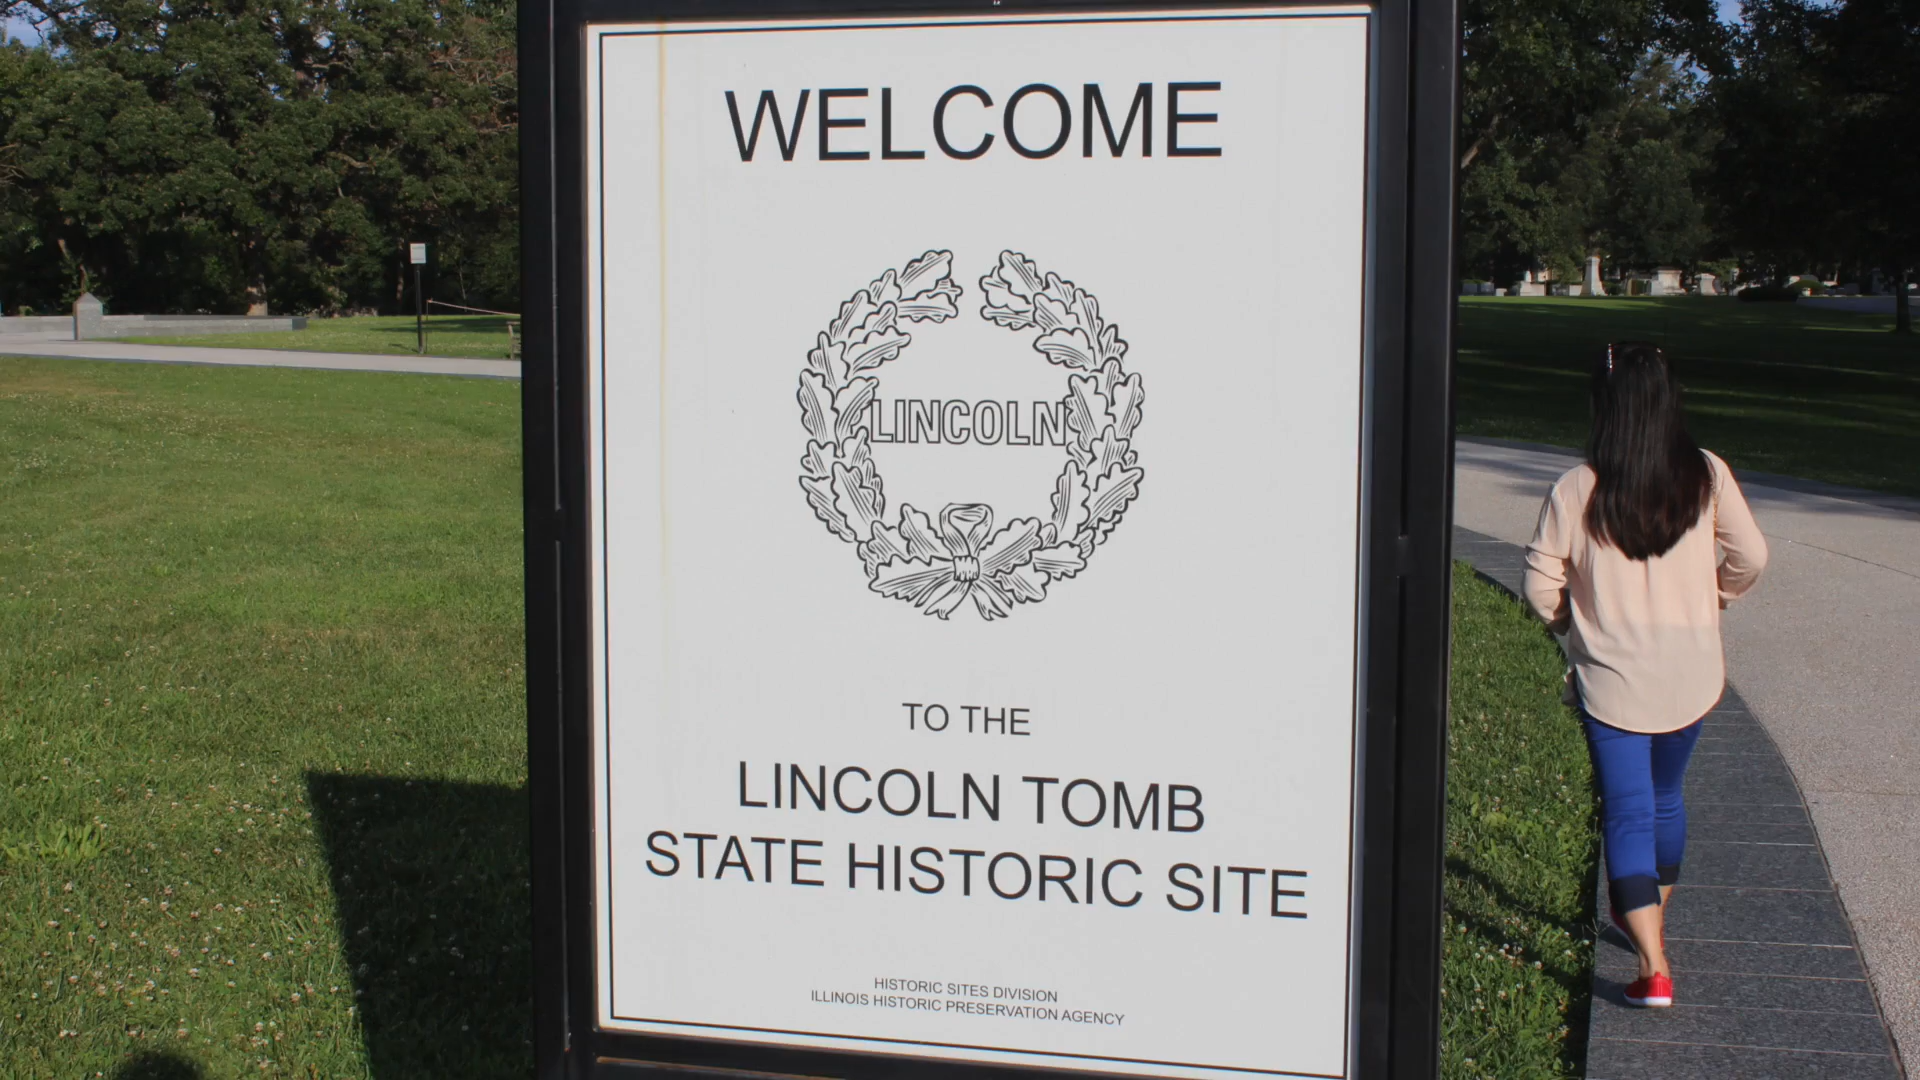 WELCOME
LINCOLN
TO THE
LINCOLN TOMB
STATE HISTORIC SITE
HISTORIC SITES DIVISION
ILLINOIS HISTORIC PRESERVATION AGENCY